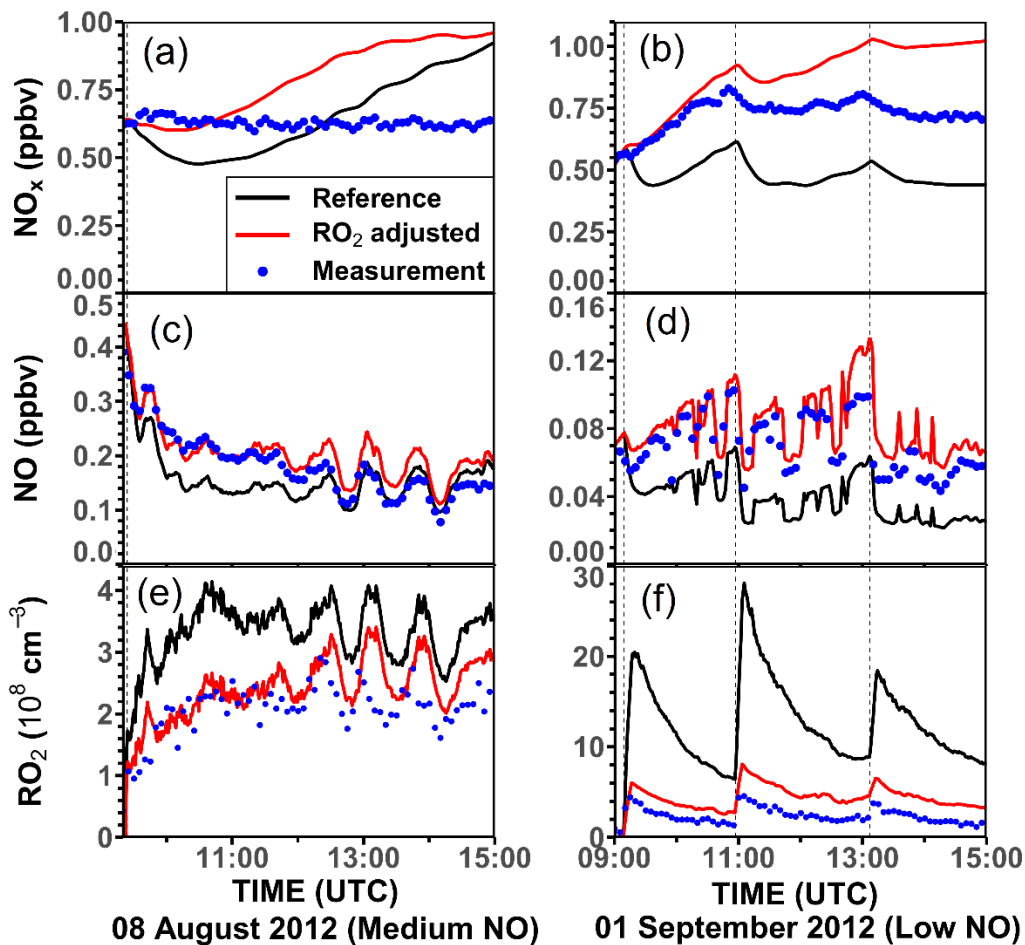 1.00
0.75
0.50
0.25
0.00
NOₓ (ppbv)
(a)
Reference
RO₂ adjusted
Measurement
1.00
0.75
0.50
0.25
0.00
(b)
0.5
0.4
0.3
0.2
0.1
0.0
NO (ppbv)
(c)
0.16
0.12
0.08
0.04
0.00
(d)
4
3
2
1
0
RO₂ (10⁸ cm⁻³)
(e)
30
20
10
0
(f)
11:00
13:00
15:00
TIME (UTC)
08 August 2012 (Medium NO)
09:00
11:00
13:00
15:00
TIME (UTC)
01 September 2012 (Low NO)